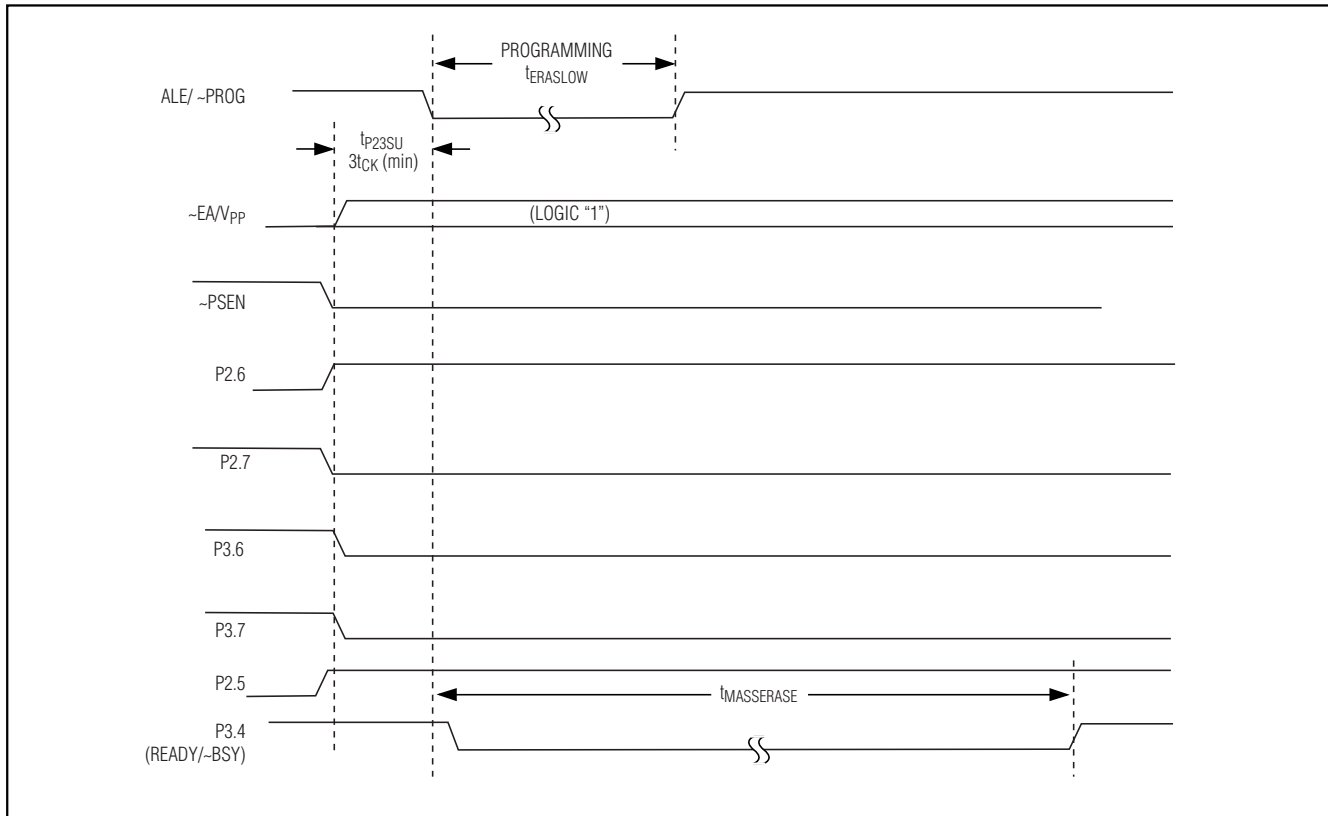 PROGRAMMING
tERASLOW
ALE/ ~PROG
tP23SU
3tCK (min)
~EA/VPP
(LOGIC “1”)
~PSEN
P2.6
P2.7
P3.6
P3.7
P2.5
tMASSERASE
P3.4
(READY/~BSY)